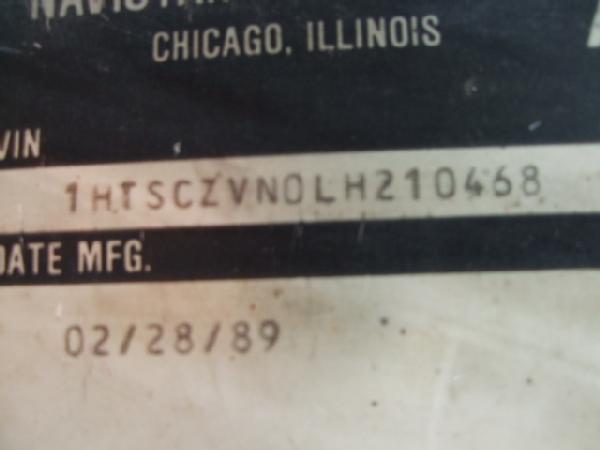 CHICAGO, ILLINOIS
VIN
1HTSCZVN0LH210468
DATE MFG.
02/28/89